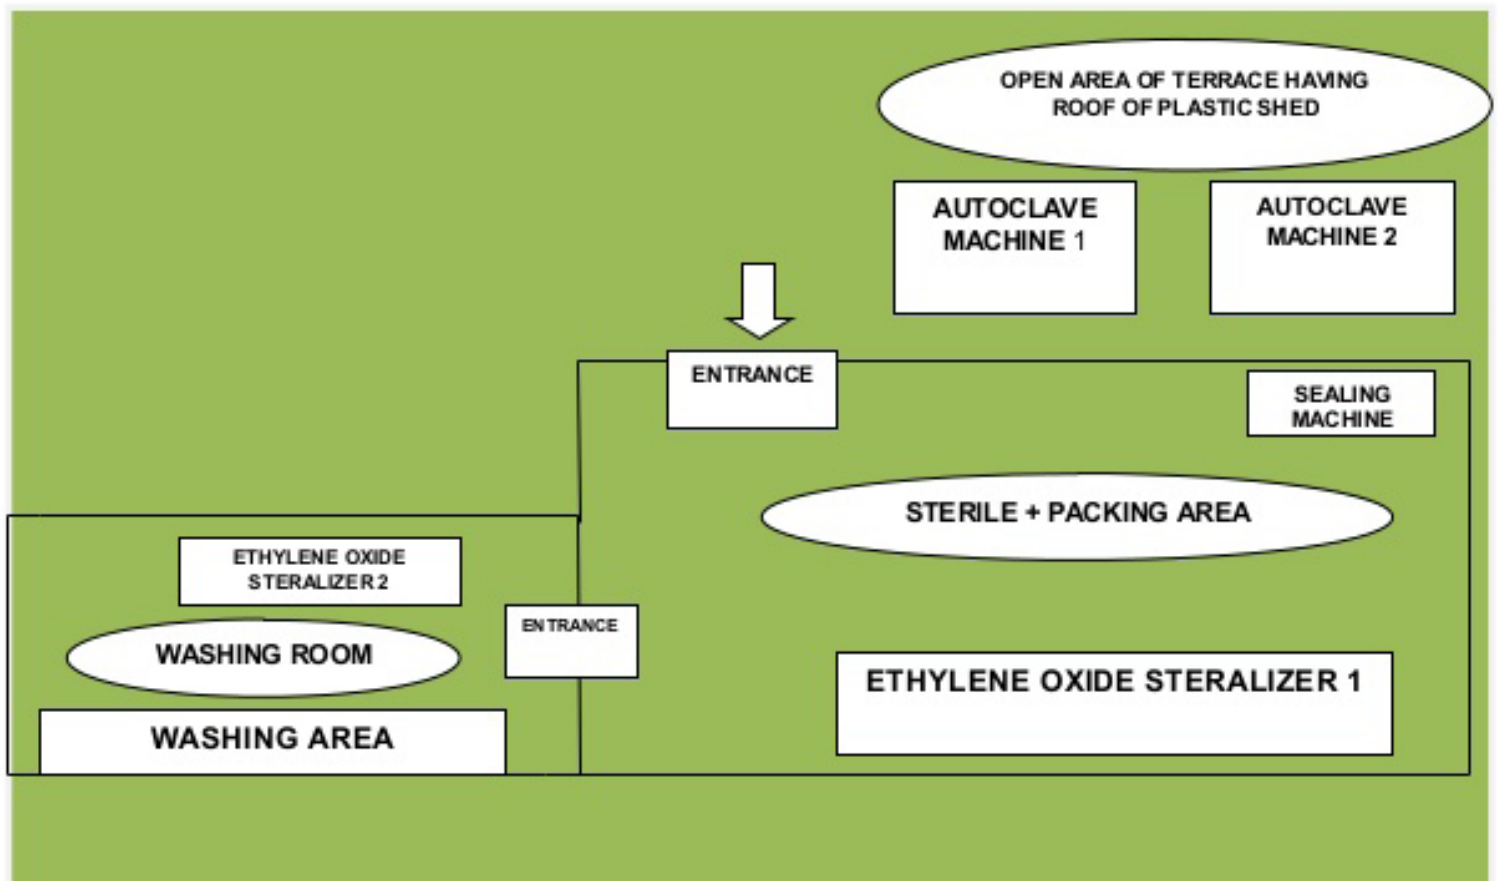 OPEN AREA OF TERRACE HAVING
ROOF OF PLASTIC SHED
AUTOCLAVE
MACHINE 1
AUTOCLAVE
MACHINE 2
ENTRANCE
SEALING
MACHINE
STERILE + PACKING AREA
ETHYLENE OXIDE
STERALIZER 2
ENTRANCE
WASHING ROOM
ETHYLENE OXIDE STERALIZER 1
WASHING AREA